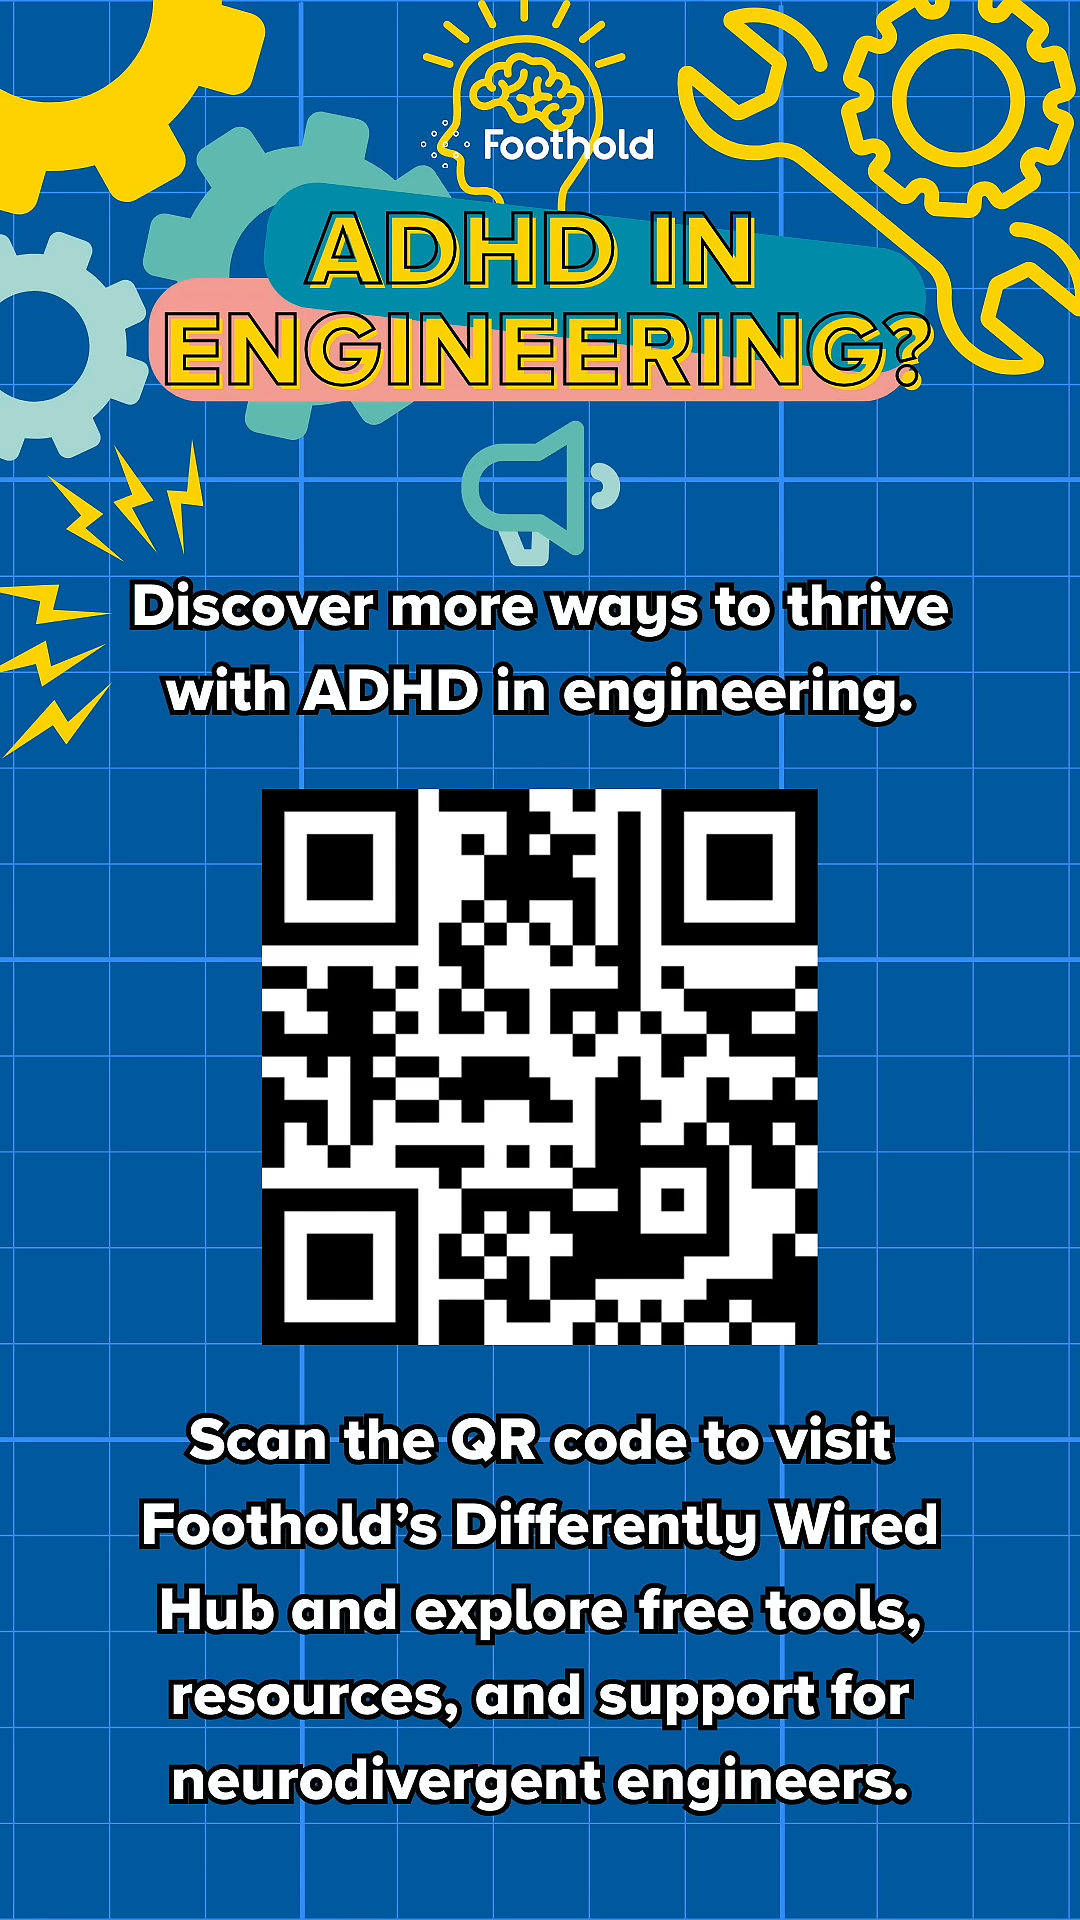 Foothold
ADHD IN
ENGINEERING?
Discover more ways to thrive
with ADHD in engineering.
Scan the QR code to visit
Foothold’s Differently Wired
Hub and explore free tools,
resources, and support for
neurodivergent engineers.